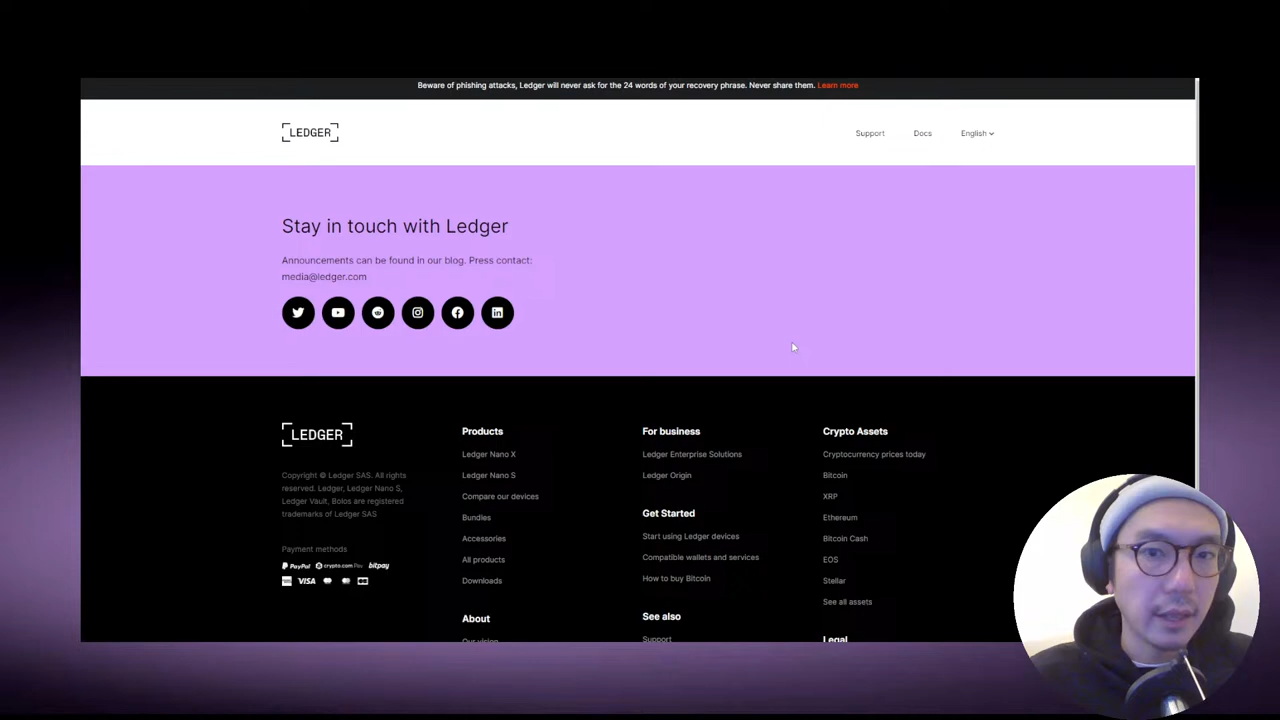 Beware of phishing attacks, Ledger will never ask for the 24 words of your recovery phrase. Never share them. Learn more
LEDGER
Support
Docs
English
Stay in touch with Ledger
Announcements can be found in our blog. Press contact:
media@ledger.com
LEDGER
Copyright © Ledger SAS. All rights
reserved. Ledger, Ledger Nano S,
Ledger Vault, Bolos are registered
trademarks of Ledger SAS
Payment methods
PayPal
crypto.com Pay
bitpay
VISA
Products
Ledger Nano X
Ledger Nano S
Compare our devices
Bundles
Accessories
All products
Downloads
About
Our vision
For business
Ledger Enterprise Solutions
Ledger Origin
Get Started
Start using Ledger devices
Compatible wallets and services
How to buy Bitcoin
See also
Support
Crypto Assets
Cryptocurrency prices today
Bitcoin
XRP
Ethereum
Bitcoin Cash
EOS
Stellar
See all assets
Legal